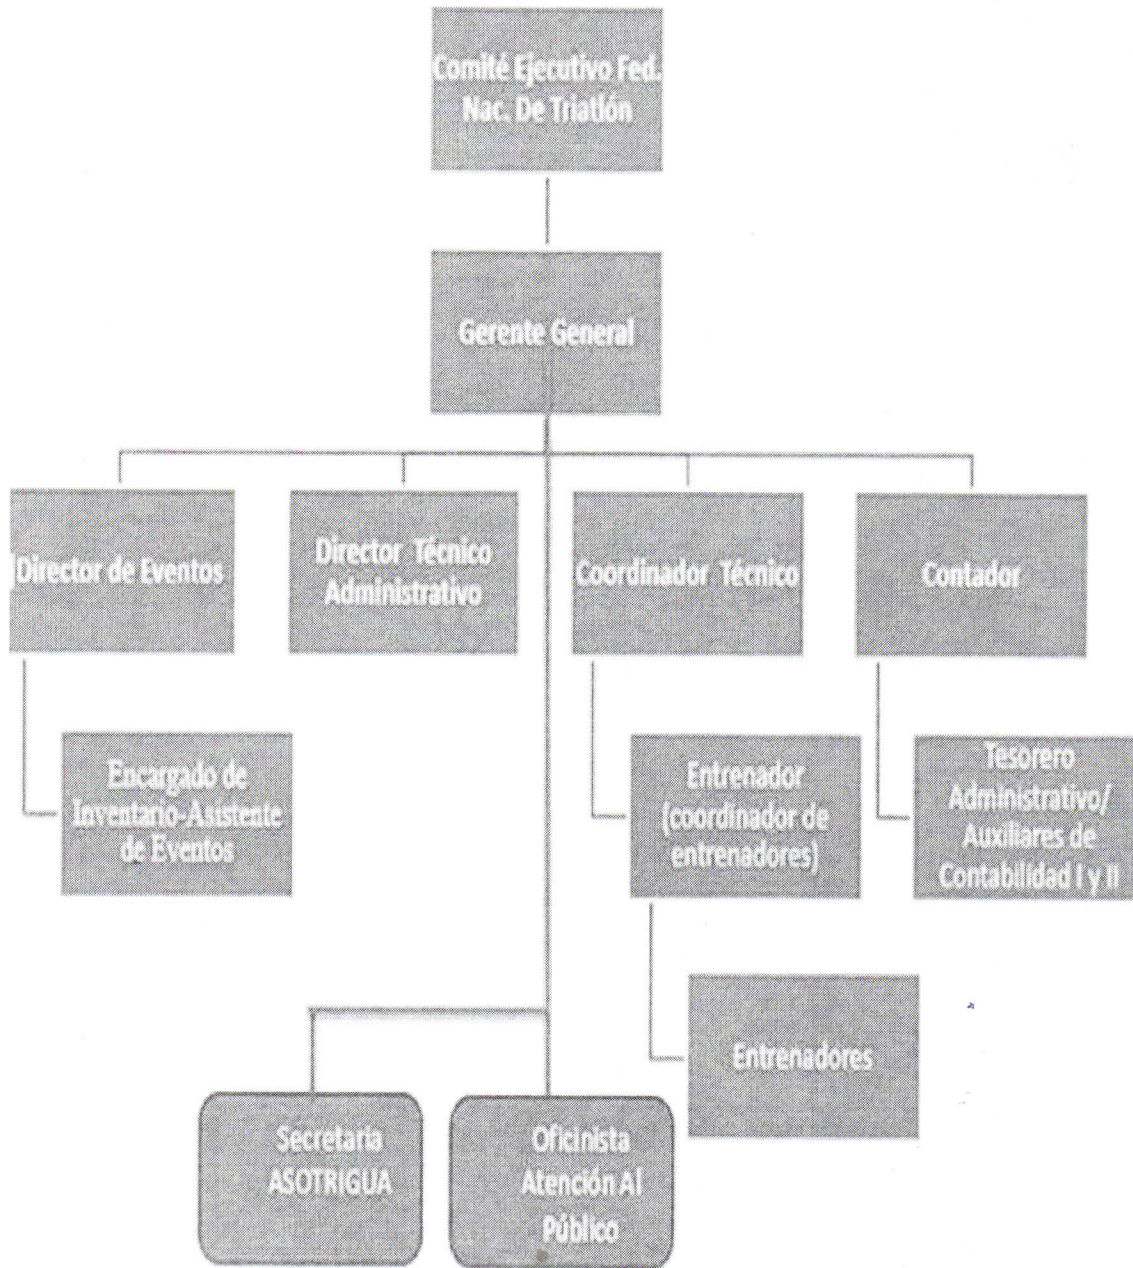 Comité Ejecutivo Fed.
Nac. De Triatlón
Gerente General
Director de Eventos
Director Técnico
Administrativo
Coordinador Técnico
Contador
Encargado de
Inventario-Asistente
de Eventos
Entrenador
(coordinador de
entrenadores)
Tesorero
Administrativo/
Auxiliares de
Contabilidad I y II
Entrenadores
Secretaria
ASOTRIGUA
Oficinista
Atención Al
Público